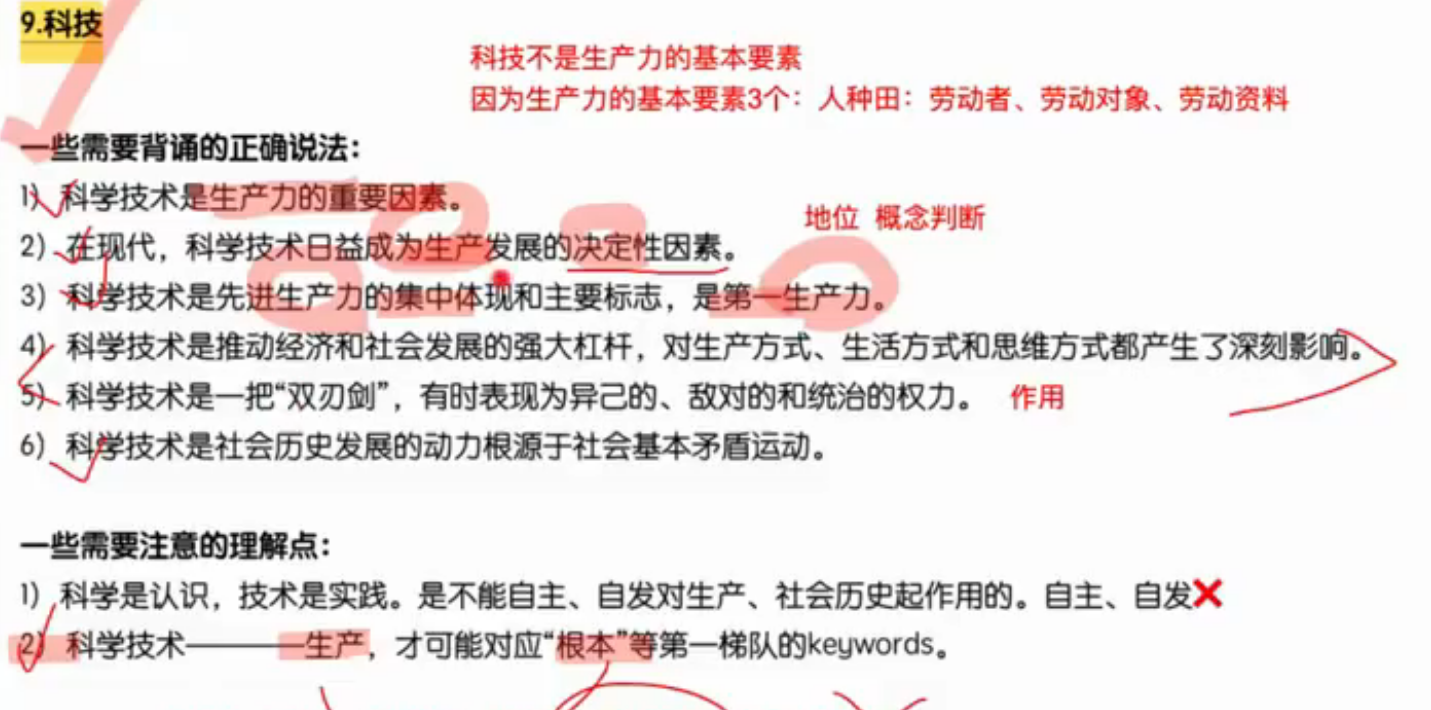 9.科技
科技不是生产力的基本要素
因为生产力的基本要素3个：人种田：劳动者、劳动对象、劳动资料
一些需要背诵的正确说法：
1）科学技术是生产力的重要因素。
2）在现代，科学技术日益成为生产发展的决定性因素。
地位 概念判断
3）科学技术是先进生产力的集中体现和主要标志，是第一生产力。
4）科学技术是推动经济和社会发展的强大杠杆，对生产方式、生活方式和思维方式都产生了深刻影响。
5）科学技术是一把“双刃剑”，有时表现为异己的、敌对的和统治的权力。 作用
6）科学技术是社会历史发展的动力根源于社会基本矛盾运动。
一些需要注意的理解点：
1）科学是认识，技术是实践。是不能自主、自发对生产、社会历史起作用的。自主、自发❌
2）科学技术————生产，才可能对应“根本”等第一梯队的keywords。